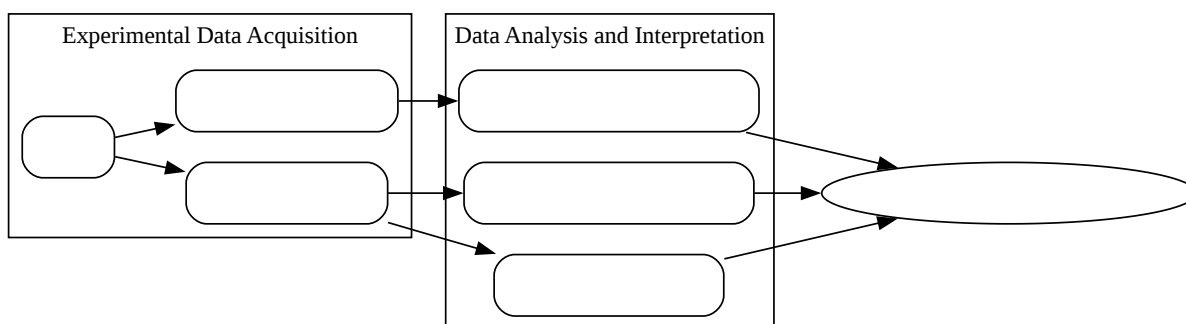 Experimental Data Acquisition
Data Analysis and Interpretation